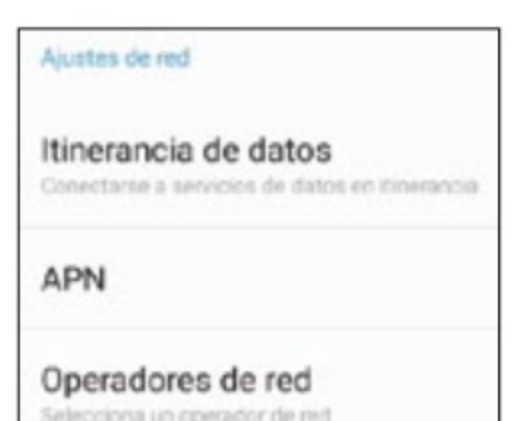 Ajustes de red
Itinerancia de datos
Conectarse a servicios de datos en itinerancia
APN
Operadores de red
Selecciona un operador de red